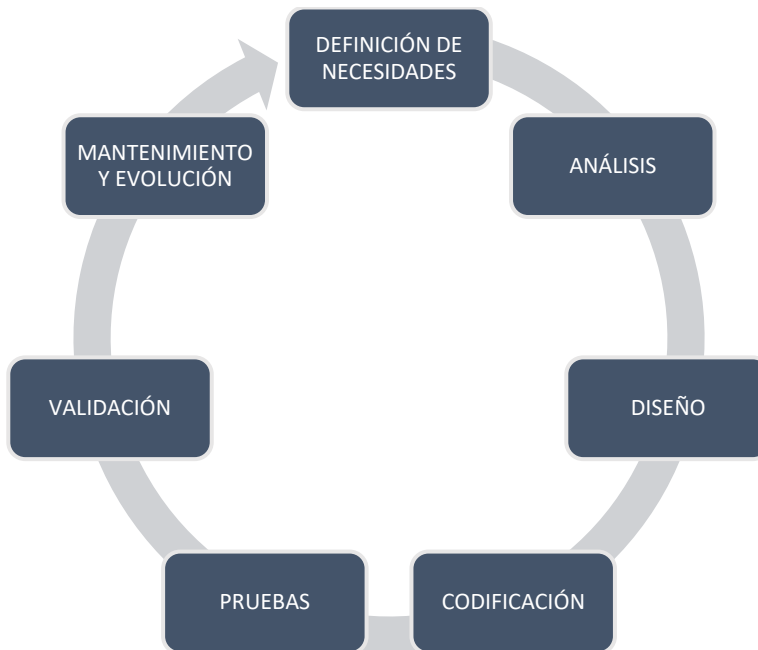 DEFINICIÓN DE
NECESIDADES
ANÁLISIS
DISEÑO
CODIFICACIÓN
PRUEBAS
VALIDACIÓN
MANTENIMIENTO
Y EVOLUCIÓN